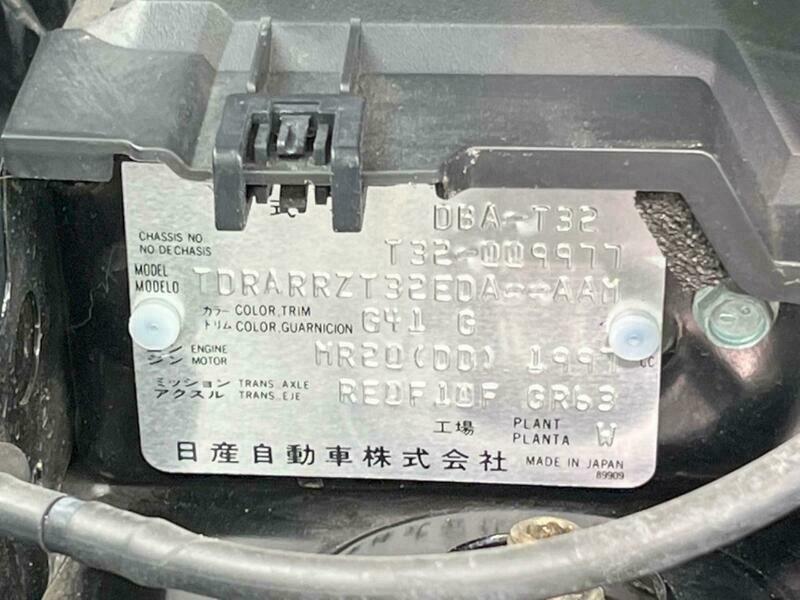 式 DBA-T32
CHASSIS NO.
NO.DE CHASIS T32-009977
MODEL
MODELO TDRARRZT32EDA--AAM
カラー COLOR,TRIM
トリム COLOR,GUARNICION G41 G
ENGINE
MOTOR MR20(DD) 1997 CC
ミッション TRANS.AXLE
アクスル TRANS.EJE RE0F10F GR63
工場 PLANT
PLANTA W
日産自動車株式会社 MADE IN JAPAN
89909